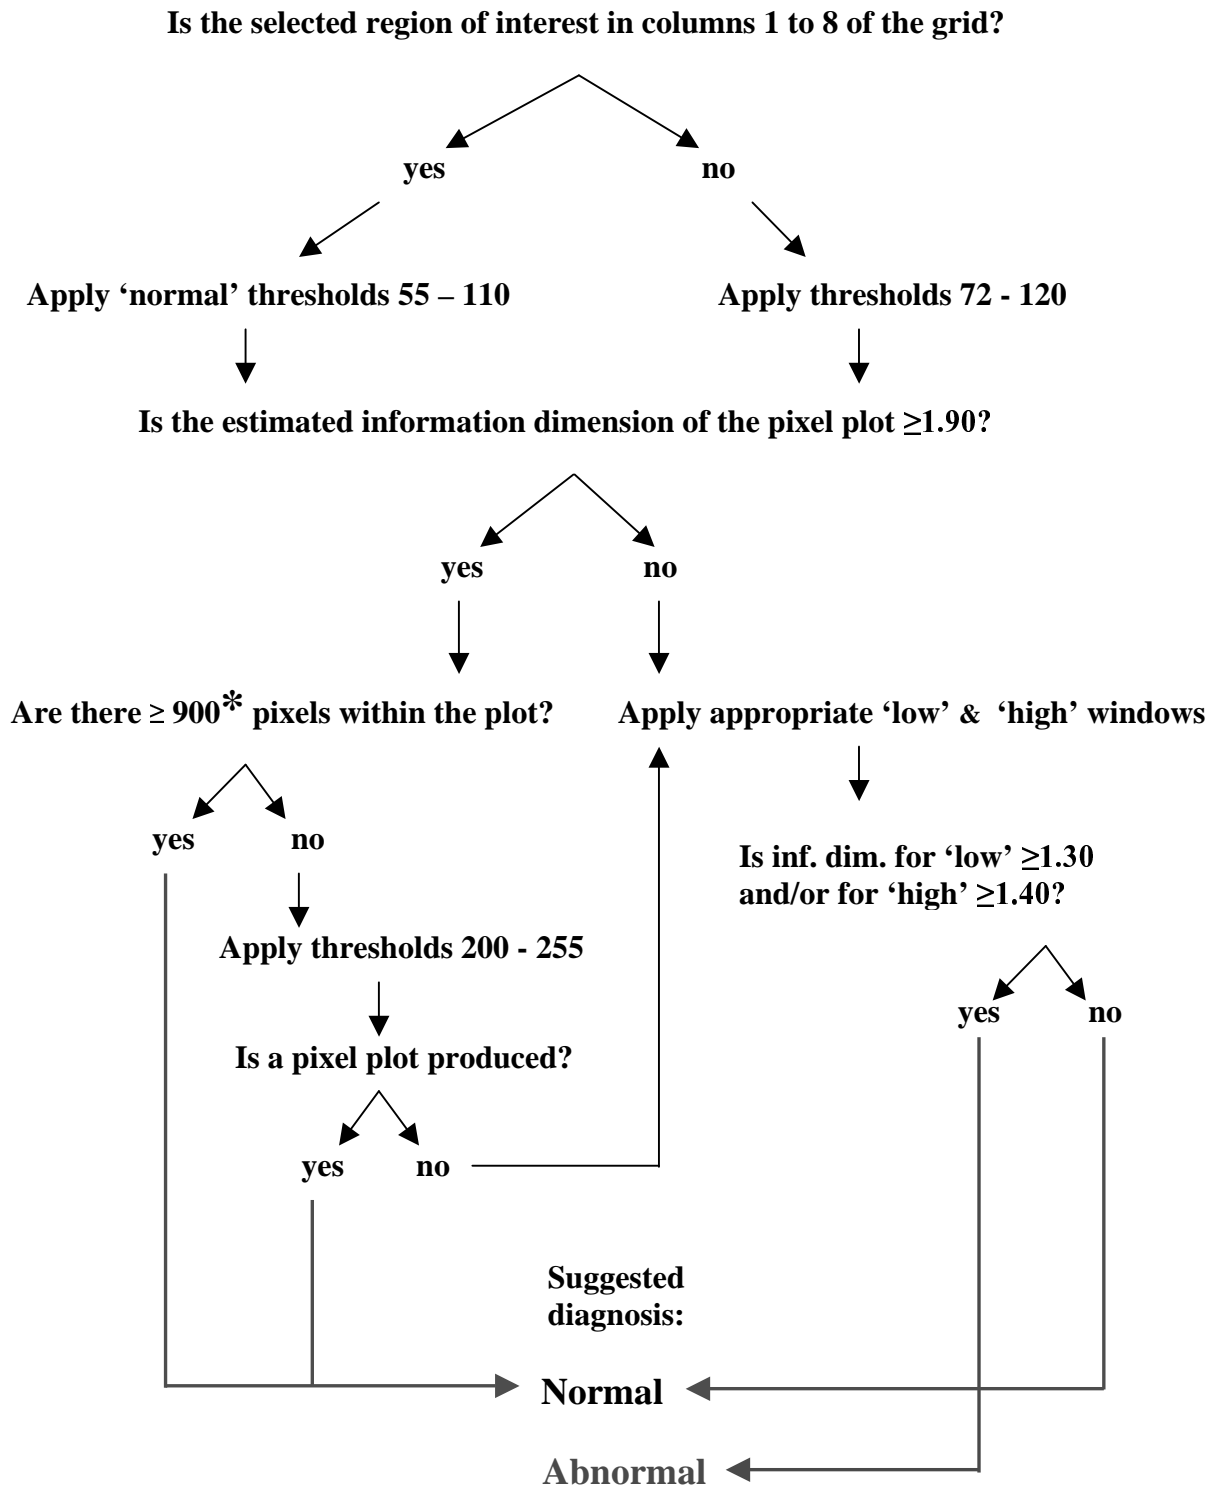 Is the selected region of interest in columns 1 to 8 of the grid?
yes
no
Apply ‘normal’ thresholds 55 – 110
Apply thresholds 72 - 120
Is the estimated information dimension of the pixel plot ≥1.90?
yes
no
Are there ≥ 900* pixels within the plot?
Apply appropriate ‘low’ & ‘high’ windows
yes
no
Is inf. dim. for ‘low’ ≥1.30
and/or for ‘high’ ≥1.40?
Apply thresholds 200 - 255
yes
no
Is a pixel plot produced?
yes
no
Suggested
diagnosis:
Normal
Abnormal